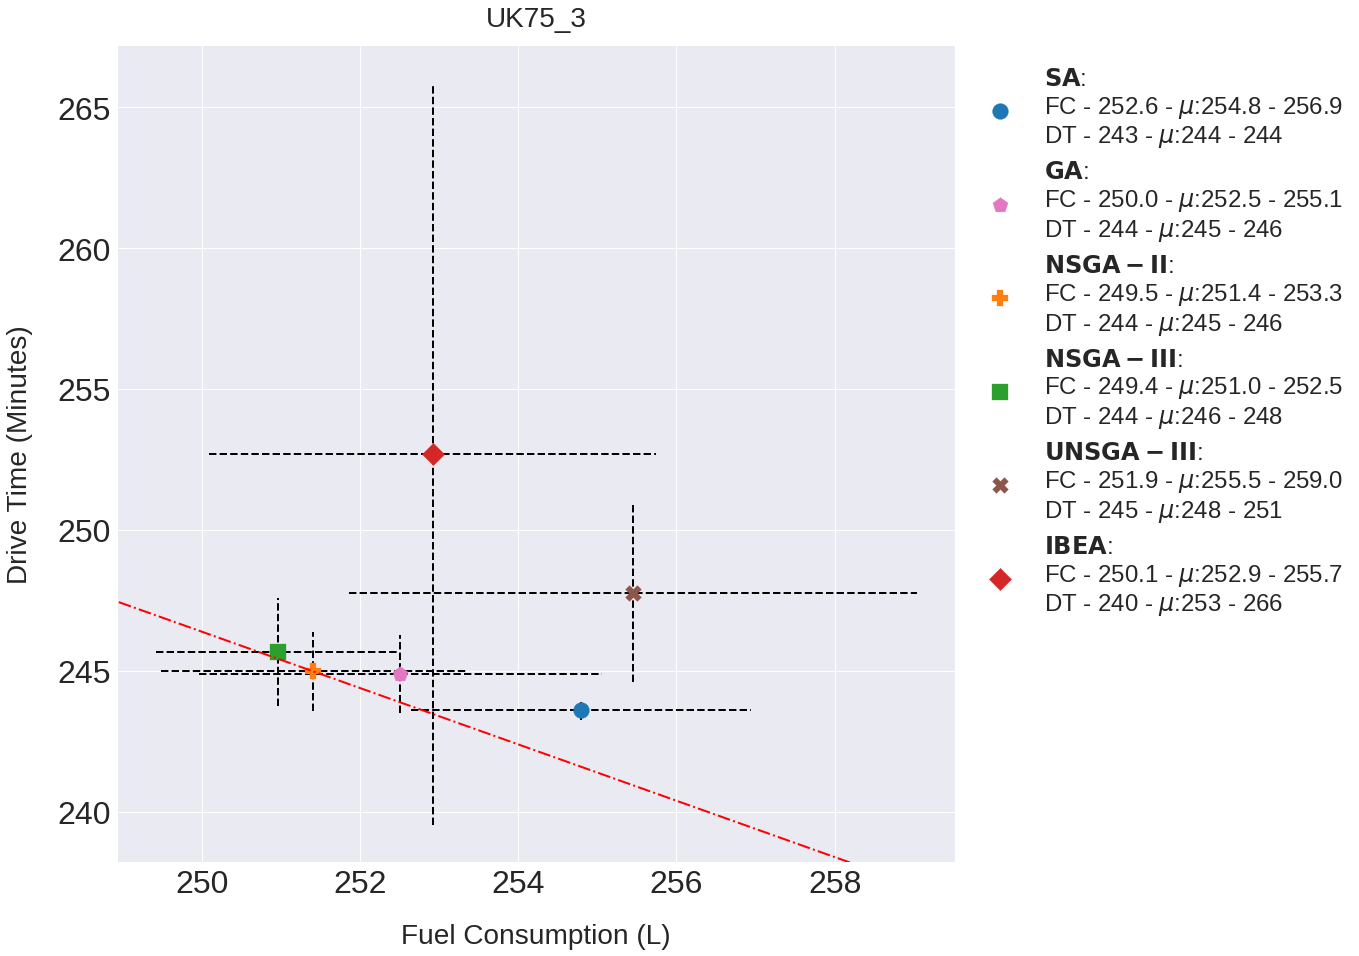 UK75_3
265
260
255
250
245
240
Drive Time (Minutes)
250 252 254 256 258
Fuel Consumption (L)
SA:
FC - 252.6 - μ:254.8 - 256.9
DT - 243 - μ:244 - 244
GA:
FC - 250.0 - μ:252.5 - 255.1
DT - 244 - μ:245 - 246
NSGA − II:
FC - 249.5 - μ:251.4 - 253.3
DT - 244 - μ:245 - 246
NSGA − III:
FC - 249.4 - μ:251.0 - 252.5
DT - 244 - μ:246 - 248
UNSGA − III:
FC - 251.9 - μ:255.5 - 259.0
DT - 245 - μ:248 - 251
IBEA:
FC - 250.1 - μ:252.9 - 255.7
DT - 240 - μ:253 - 266